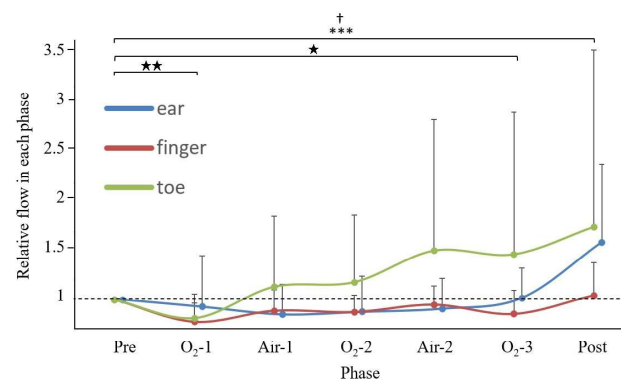 †
***
★
★★
3.5
3
2.5
2
1.5
1
Relative flow in each phase
ear
finger
toe
Pre O₂-1 Air-1 O₂-2 Air-2 O₂-3 Post
Phase